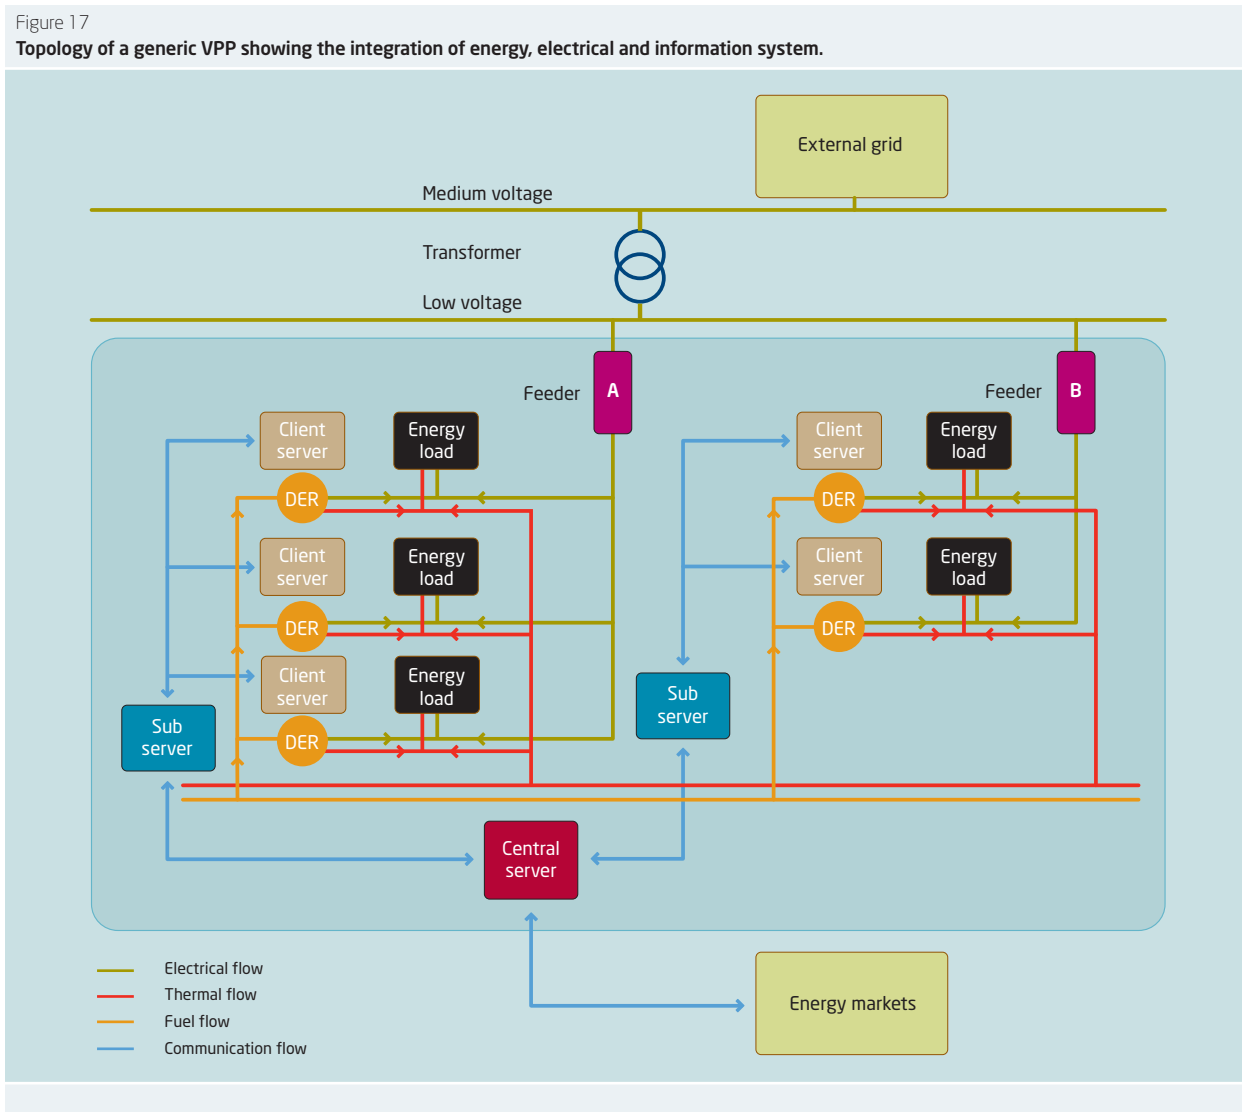 Figure 17
Topology of a generic VPP showing the integration of energy, electrical and information system.
External grid
Medium voltage
Transformer
Low voltage
Feeder
A
Feeder
B
Client
server
Energy
load
Client
server
Energy
load
DER
DER
Client
server
Energy
load
Client
server
Energy
load
DER
DER
Client
server
Energy
load
Sub
server
Sub
server
DER
Central
server
Electrical flow
Thermal flow
Fuel flow
Communication flow
Energy markets